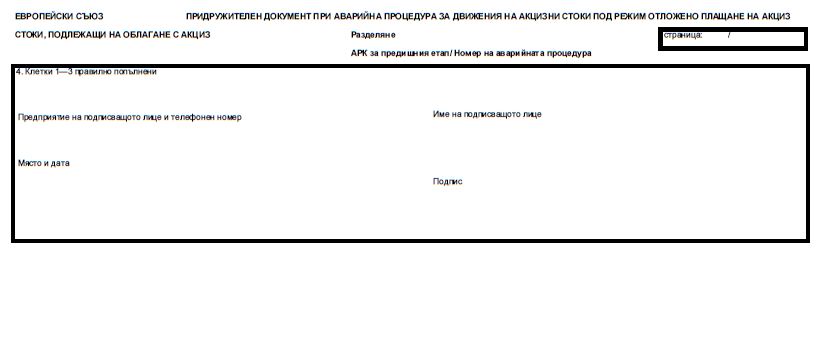 ЕВРОПЕЙСКИ СЪЮЗ ПРИДРУЖИТЕЛЕН ДОКУМЕНТ ПРИ АВАРИЙНА ПРОЦЕДУРА ЗА ДВИЖЕНИЯ НА АКЦИЗНИ СТОКИ ПОД РЕЖИМ ОТЛОЖЕНО ПЛАЩАНЕ НА АКЦИЗ
СТОКИ, ПОДЛЕЖАЩИ НА ОБЛАГАНЕ С АКЦИЗ Разделяне страница: /
АРК за предишния етап/ Номер на аварийната процедура
4. Клетки 1—3 правилно попълнени
Предприятие на подписващото лице и телефонен номер Име на подписващото лице
Място и дата
Подпис